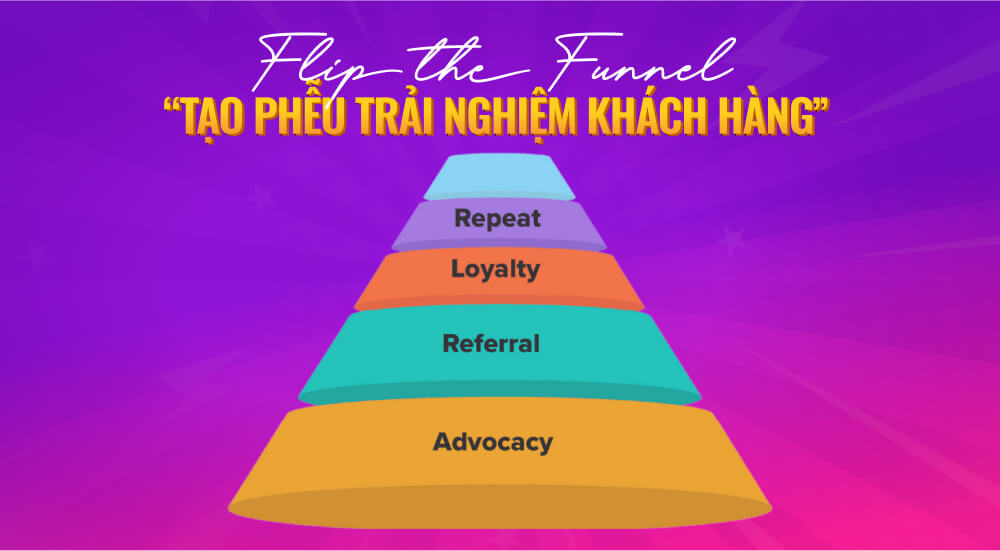 Flip the Funnel
“TẠO PHỄU TRẢI NGHIỆM KHÁCH HÀNG”
Repeat
Loyalty
Referral
Advocacy